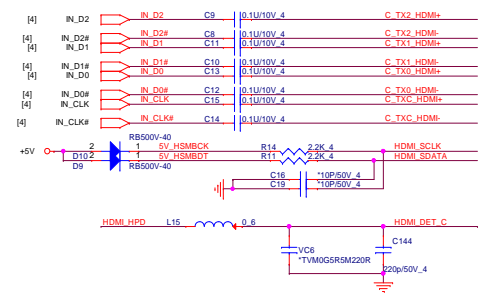 [4] IN_D2 IN_D2 C9 0.1U/10V_4 C_TX2_HDMI+
[4] IN_D2# IN_D2# C8 0.1U/10V_4 C_TX2_HDMI-
[4] IN_D1 IN_D1 C11 0.1U/10V_4 C_TX1_HDMI+
[4] IN_D1# IN_D1# C10 0.1U/10V_4 C_TX1_HDMI-
[4] IN_D0 IN_D0 C13 0.1U/10V_4 C_TX0_HDMI+
[4] IN_D0# IN_D0# C12 0.1U/10V_4 C_TX0_HDMI-
[4] IN_CLK IN_CLK C15 0.1U/10V_4 C_TXC_HDMI+
[4] IN_CLK# IN_CLK# C14 0.1U/10V_4 C_TXC_HDMI-
RB500V-40
+5V 2 1 5V_HSMBCK R14 2.2K_4 HDMI_SCLK
D10 2 1 5V_HSMBDT R11 2.2K_4 HDMI_SDATA
D9 RB500V-40
C16 *10P/50V_4
C19 *10P/50V_4
HDMI_HPD L15 0_6 HDMI_DET_C
VC6 C144
*TVM0G5R5M220R
220p/50V_4